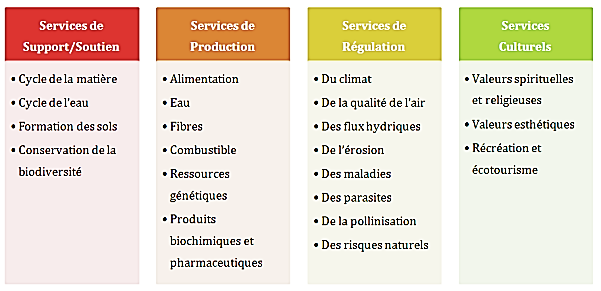 Services de
Support/Soutien
• Cycle de la matière
• Cycle de l'eau
• Formation des sols
• Conservation de la
biodiversité
Services de
Production
• Alimentation
• Eau
• Fibres
• Combustible
• Ressources
génétiques
• Produits
biochimiques et
pharmaceutiques
Services de
Régulation
• Du climat
• De la qualité de l'air
• Des flux hydriques
• De l'érosion
• Des maladies
• Des parasites
• De la pollinisation
• Des risques naturels
Services
Culturels
• Valeurs spirituelles
et religieuses
• Valeurs esthétiques
• Récréation et
écotourisme